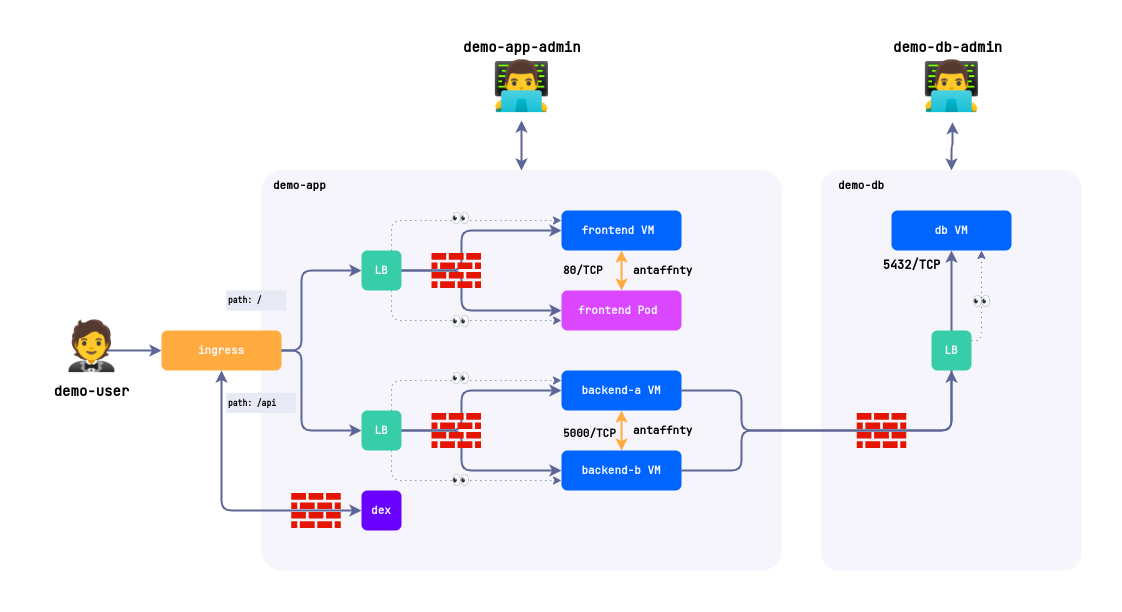 demo-app-admin
demo-db-admin
demo-app
demo-db
frontend VM
db VM
LB
80/TCP
antaffnty
5432/TCP
path: /
frontend Pod
ingress
LB
demo-user
path: /api
backend-a VM
LB
5000/TCP
antaffnty
backend-b VM
dex